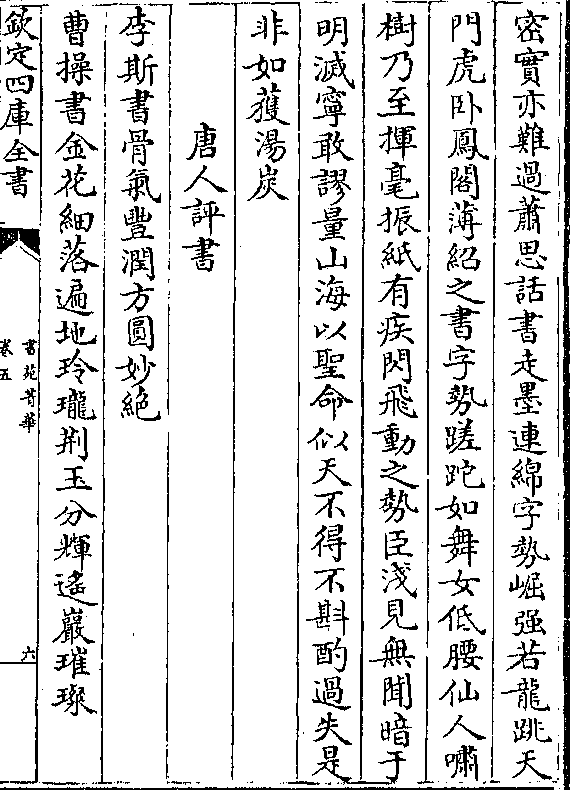 密實亦難過蕭思話書走墨連綿字勢崛强若龍跳天
門虎臥鳳閣薄紹之書字勢蹉跎如舞女低腰仙人嘯
樹乃至揮毫振紙有疾閃飛動之勢臣淺見無聞暗于
明滅寧敢謬量山海以聖命似天不得不斟酌過失是
非如獲湯炭
唐人評書
李斯書骨氣豐潤方圓妙絶
曹操書金花細落遍地玲瓏荆玉分輝遙巖璀璨
欽定四庫全書
書苑菁華
卷五
六